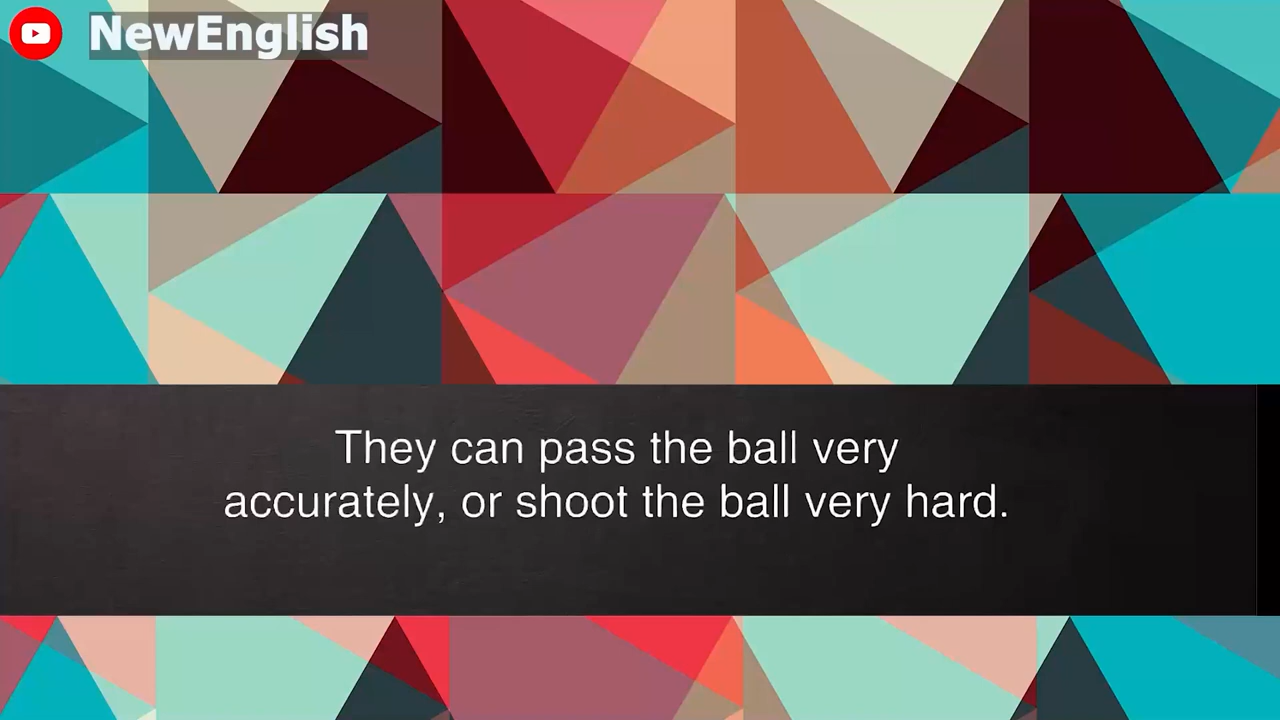 NewEnglish
They can pass the ball very
accurately, or shoot the ball very hard.